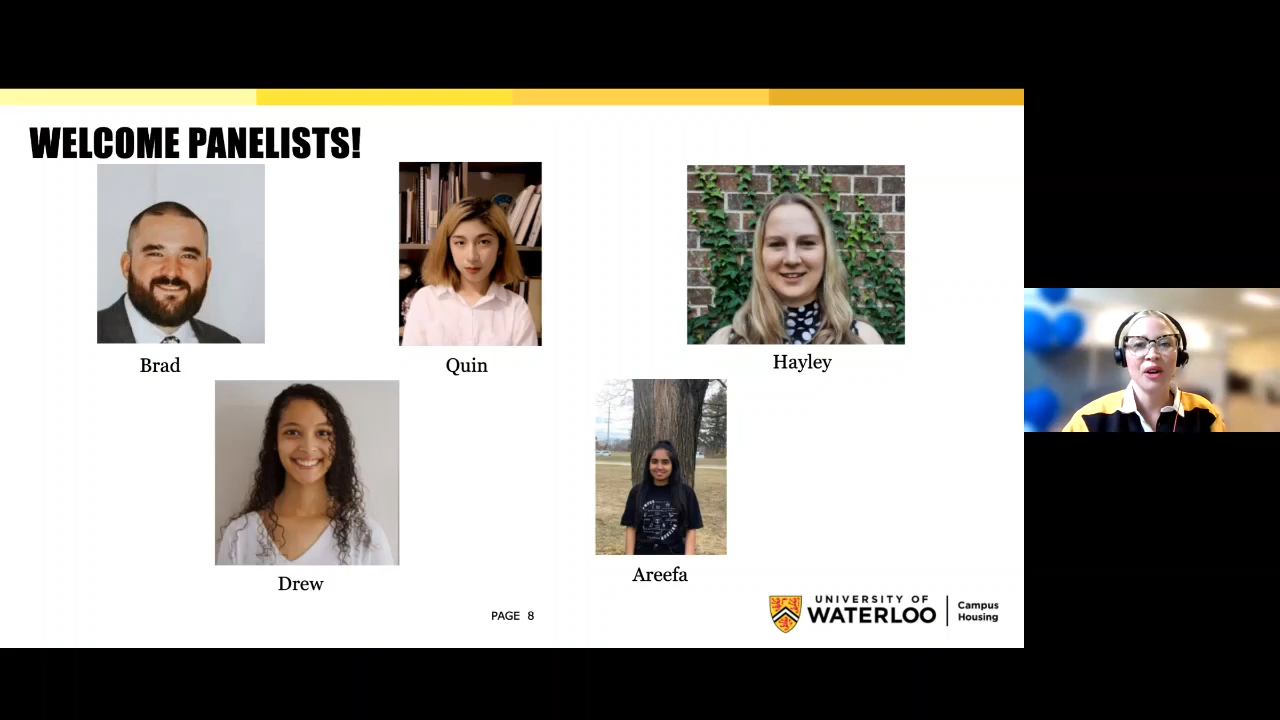 WELCOME PANELISTS!
Brad
Quin
Hayley
Drew
Areefa
PAGE 8
UNIVERSITY OF
WATERLOO
Campus
Housing